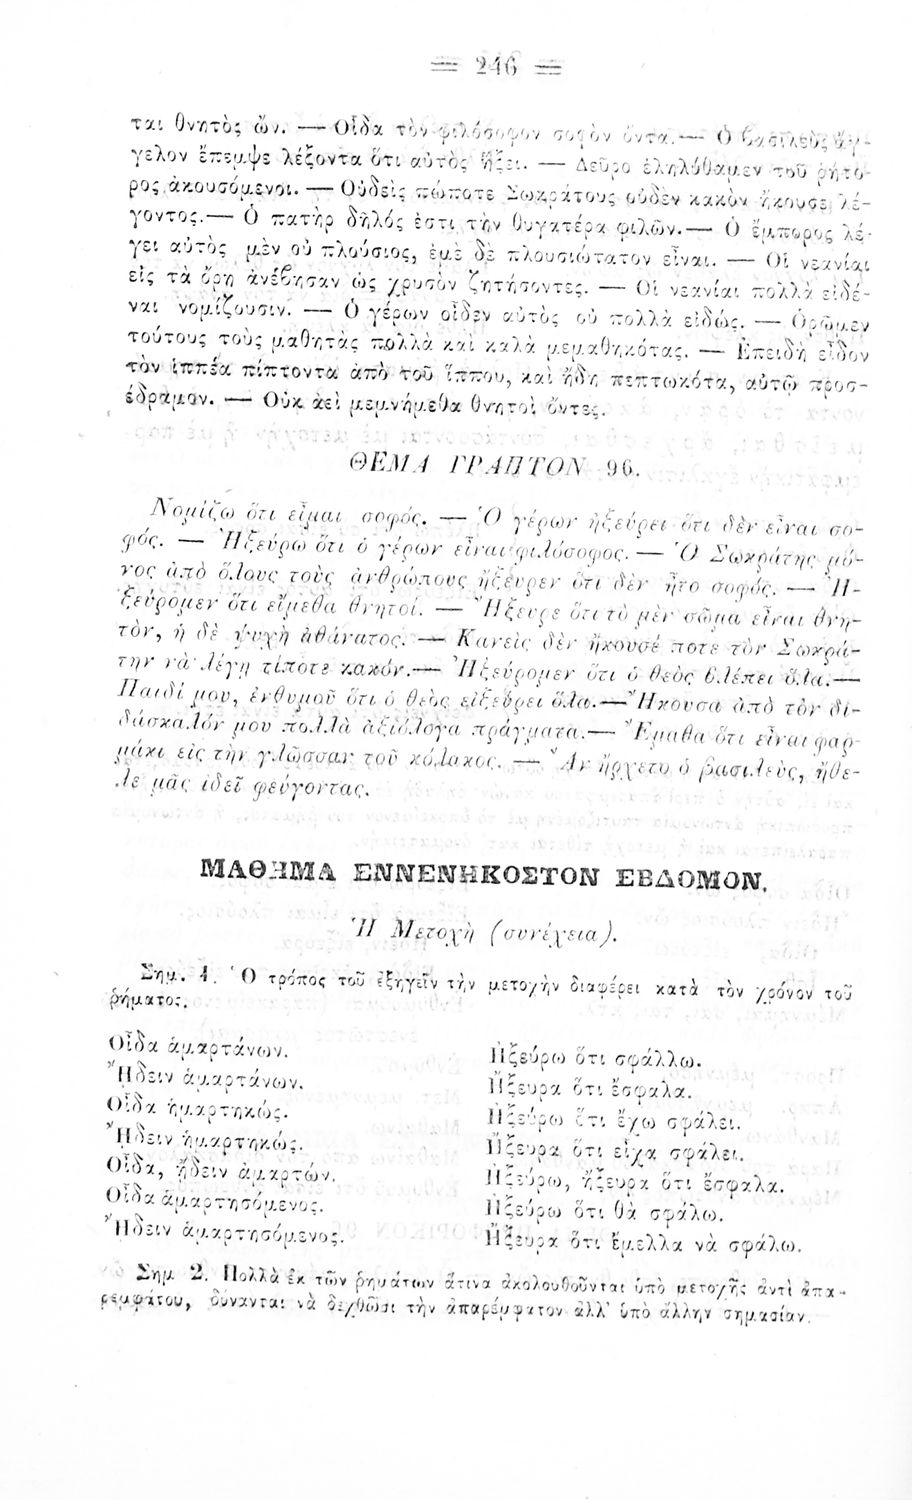 = 246 =
ται θνητὸς ὤν. — Οἶδα τὸν φιλόσοφον σοφὸν ὄντα. — Ὁ βασιλεὺς ἄγ-
γελον ἔπεμψε λέξοντα ὅτι αὐτὸς ἥξει. — Δεῦρο ἐληλύθαμεν τοῦ ῥήτο-
ρος ἀκουσόμενοι. — Οὐδεὶς πώποτε Σωκράτους οὐδὲν κακὸν ἤκουσε λέ-
γοντος. — Ὁ πατὴρ δῆλός ἐστι τὴν θυγατέρα φιλῶν. — Ὁ ἔμπορος λέ-
γει αὐτὸς μὲν οὐ πλούσιος, ἐμὲ δὲ πλουσιώτατον εἶναι. — Οἱ νεανίαι
εἰς τὰ ὄρη ἀνέβησαν ὡς χρυσὸν ζητήσοντες. — Οἱ νεανίαι πολλὰ εἰδέ-
ναι νομίζουσιν. — Ὁ γέρων οἶδεν αὐτὸς οὐ πολλὰ εἰδώς. — Ὁρῶμεν
τούτους τοὺς μαθητὰς πολλὰ καὶ καλὰ μεμαθηκότας. — Ἐπειδὴ εἶδον
τὸν ἱππέα πίπτοντα ἀπὸ τοῦ ἵππου, καὶ ἤδη πεπτωκότα, αὐτῷ προσ-
έδραμον. — Οὐκ ἀεὶ μεμνήμεθα θνητοὶ ὄντες.
ΘΕΜΑ ΓΡΑΠΤΟΝ 96.
Νομίζω ὅτι εἶμαι σοφός. — Ὁ γέρων ἠξεύρει ὅτι δὲν εἶναι σο-
φός. — Ἠξεύρω ὅτι ὁ γέρων εἶναι φιλόσοφος. — Ὁ Σωκράτης μό-
νος ἀπὸ ὅλους τοὺς ἀνθρώπους ἤξευρεν ὅτι δὲν ἦτο σοφός. — Ἠ-
ξεύρομεν ὅτι εἴμεθα θνητοί. — Ἤξευρε ὅτι τὸ μὲν σῶμα εἶναι θνη-
τὸν, ἡ δὲ ψυχὴ ἀθάνατος. — Κανεὶς δὲν ἤκουσέ ποτε τὸν Σωκρά-
την νὰ λέγῃ τίποτε κακόν. — Ἠξεύρομεν ὅτι ὁ θεὸς βλέπει ὅλα. —
Παιδί μου, ἐνθυμοῦ ὅτι ὁ θεὸς εἰξεύρει ὅλα. — Ἤκουσα ἀπὸ τὸν δι-
δάσκαλόν μου πολλὰ ἀξιόλογα πράγματα. — Ἔμαθα ὅτι εἶναι φαρ-
μάκι εἰς τὴν γλῶσσαν τοῦ κόλακος. — Ἂν ἤρχετο ὁ βασιλεὺς, ἤθε-
λε μᾶς ἰδεῖ φεύγοντας.
ΜΑΘΗΜΑ ΕΝΝΕΝΗΚΟΣΤΟΝ ΕΒΔΟΜΟΝ.
Ἡ Μετοχὴ (συνέχεια).
Σημ. 1. Ὁ τρόπος τοῦ ἐξηγεῖν τὴν μετοχὴν διαφέρει κατὰ τὸν χρόνον τοῦ
ῥήματος.
Οἶδα ἁμαρτάνων. Ἠξεύρω ὅτι σφάλλω.
Ἤδειν ἁμαρτάνων. Ἤξευρα ὅτι ἔσφαλα.
Οἶδα ἡμαρτηκώς. Ἠξεύρω ὅτι ἔχω σφάλει.
Ἤδειν ἡμαρτηκώς. Ἤξευρα ὅτι εἶχα σφάλει.
Οἶδα, ᾔδειν ἁμαρτών. Ἠξεύρω, ἤξευρα ὅτι ἔσφαλα.
Οἶδα ἁμαρτησόμενος. Ἠξεύρω ὅτι θὰ σφάλω.
Ἤδειν ἁμαρτησόμενος. Ἤξευρα ὅτι ἔμελλα νὰ σφάλω.
Σημ 2. Πολλὰ ἐκ τῶν ῥημάτων ἅτινα ἀκολουθοῦνται ὑπὸ μετοχῆς ἀντὶ ἀπα-
ρεμφάτου, δύνανται νὰ δεχθῶσι τὴν ἀπαρέμφατον ἀλλ' ὑπὸ ἄλλην σημασίαν.